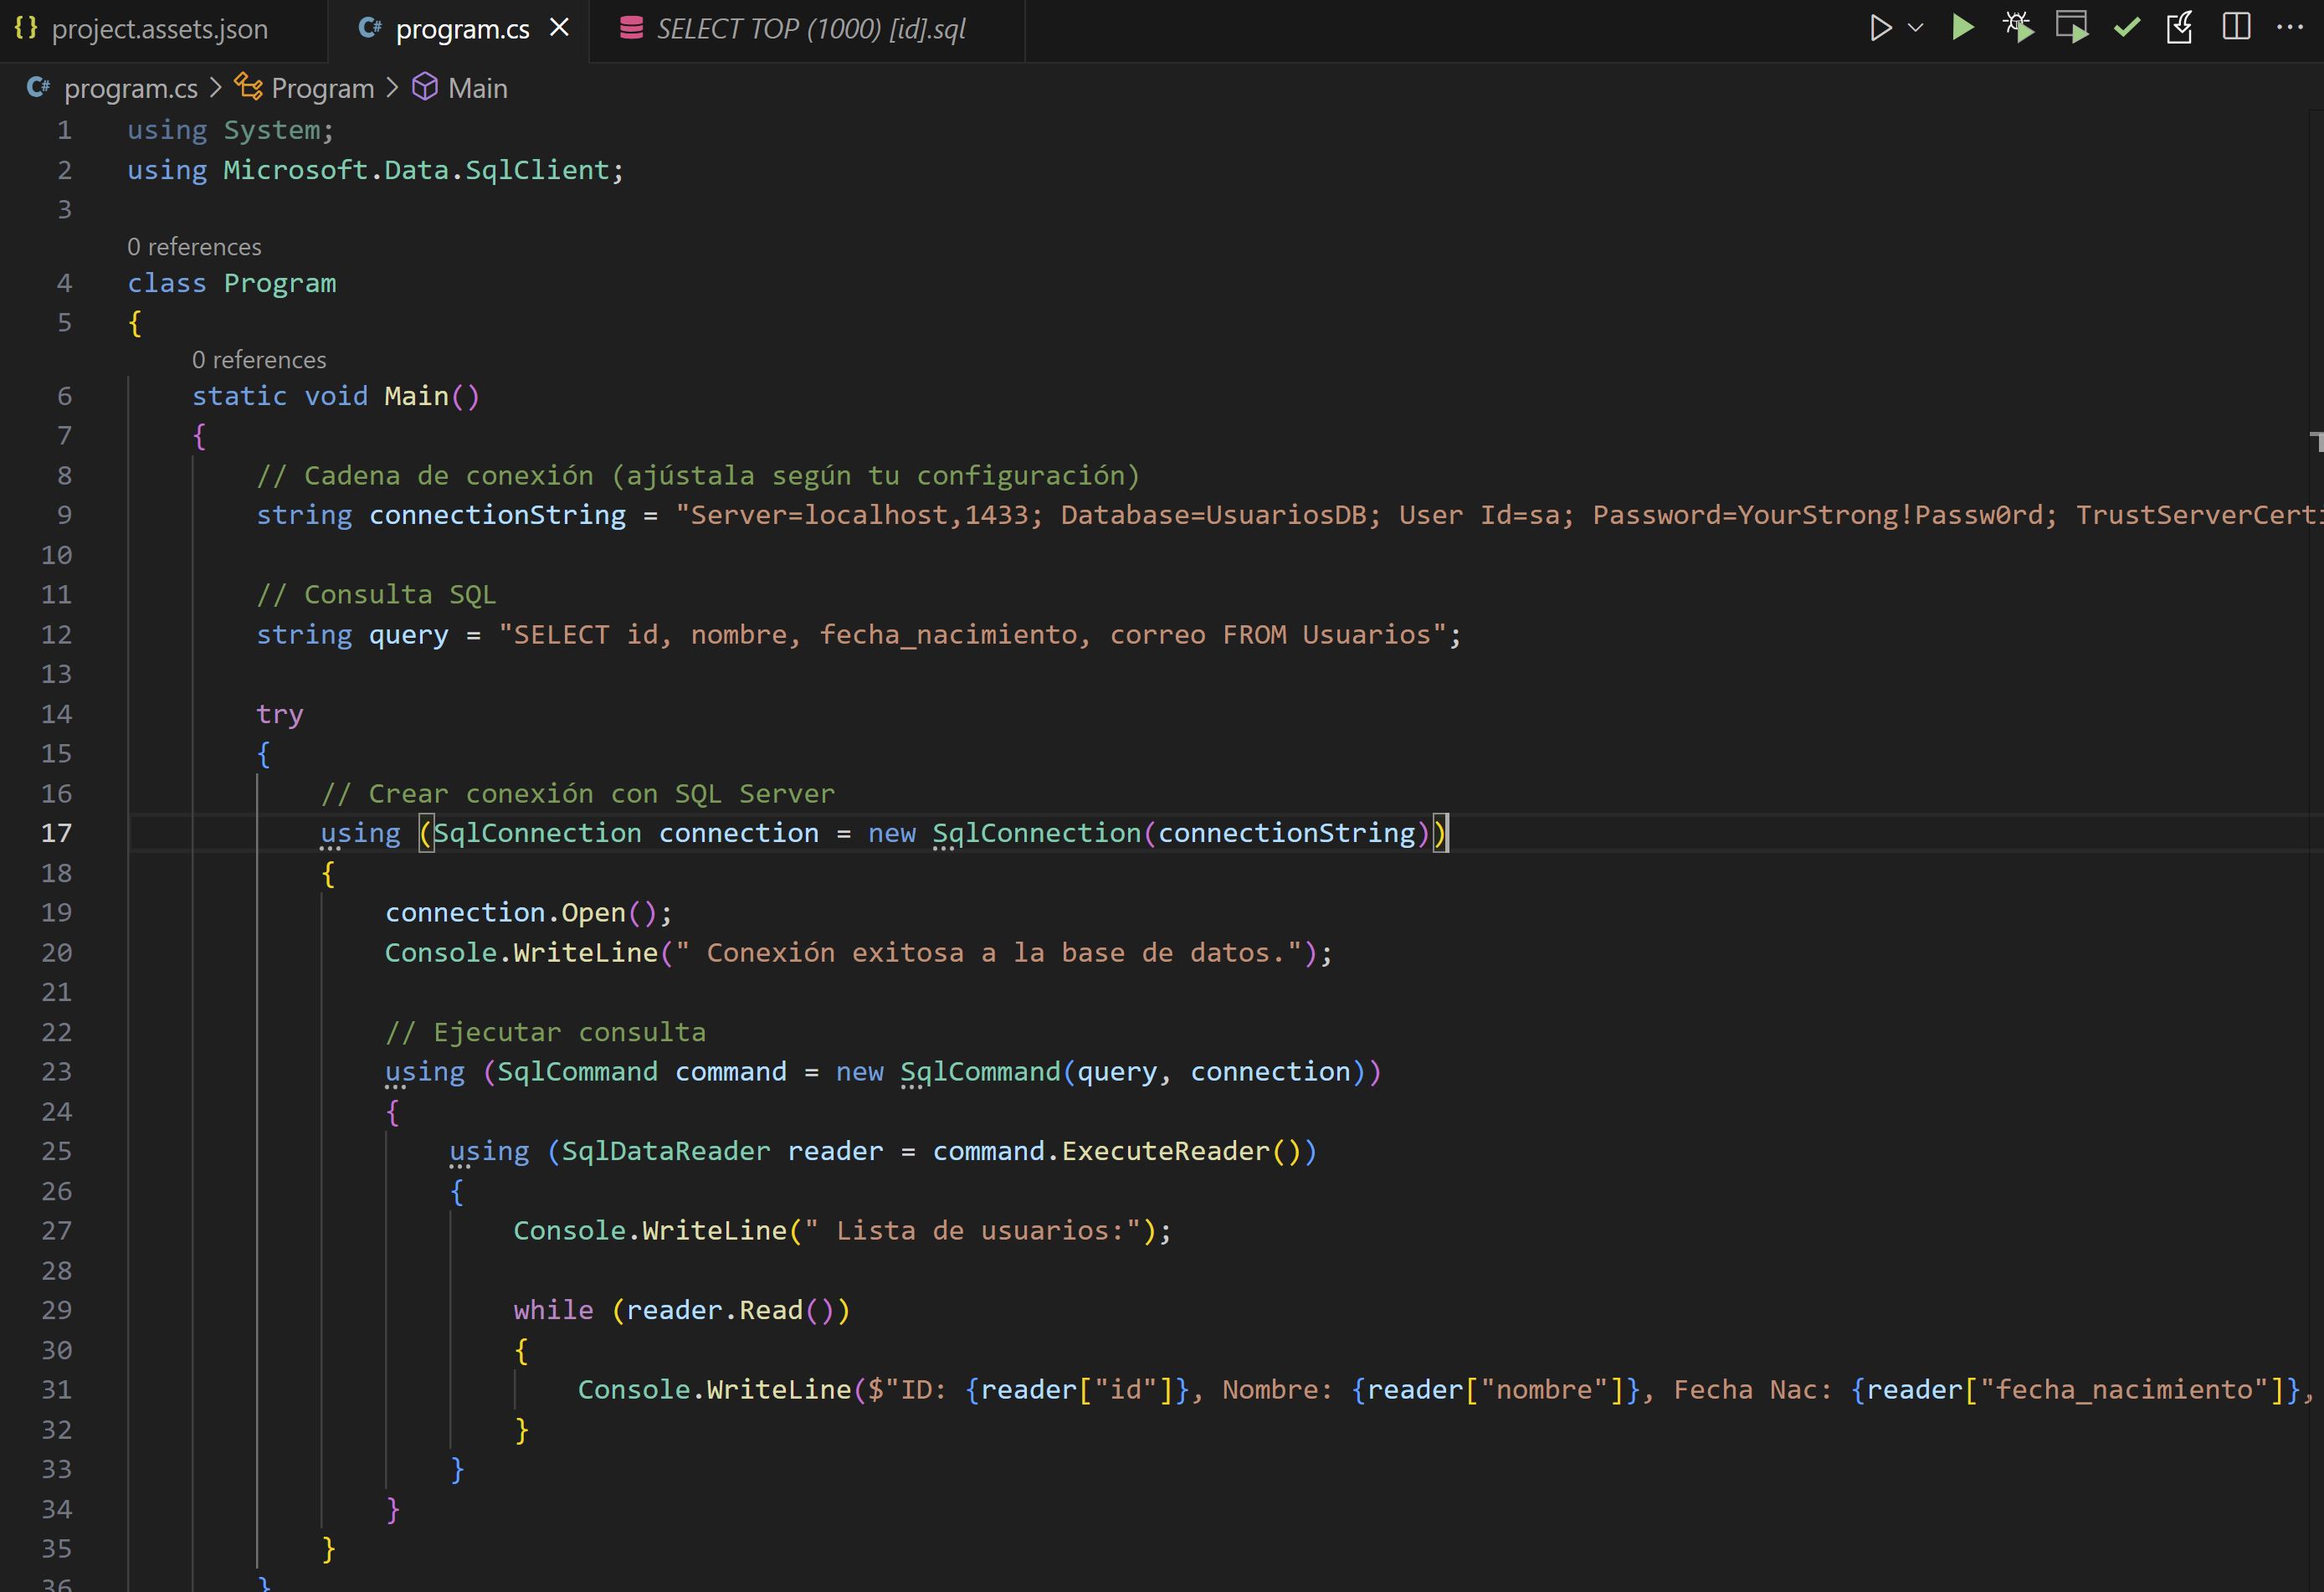 {} project.assets.json C# program.cs × SELECT TOP (1000) [id].sql
C# program.cs > Program > Main
1 using System;
2 using Microsoft.Data.SqlClient;
3
0 references
4 class Program
5 {
0 references
6 static void Main()
7 {
8 // Cadena de conexión (ajústala según tu configuración)
9 string connectionString = "Server=localhost,1433; Database=UsuariosDB; User Id=sa; Password=YourStrong!Passw0rd; TrustServerCerti
10
11 // Consulta SQL
12 string query = "SELECT id, nombre, fecha_nacimiento, correo FROM Usuarios";
13
14 try
15 {
16 // Crear conexión con SQL Server
17 using (SqlConnection connection = new SqlConnection(connectionString))
18 {
19 connection.Open();
20 Console.WriteLine(" Conexión exitosa a la base de datos.");
21
22 // Ejecutar consulta
23 using (SqlCommand command = new SqlCommand(query, connection))
24 {
25 using (SqlDataReader reader = command.ExecuteReader())
26 {
27 Console.WriteLine(" Lista de usuarios:");
28
29 while (reader.Read())
30 {
31 Console.WriteLine($"ID: {reader["id"]}, Nombre: {reader["nombre"]}, Fecha Nac: {reader["fecha_nacimiento"]},
32 }
33 }
34 }
35 }
36 }